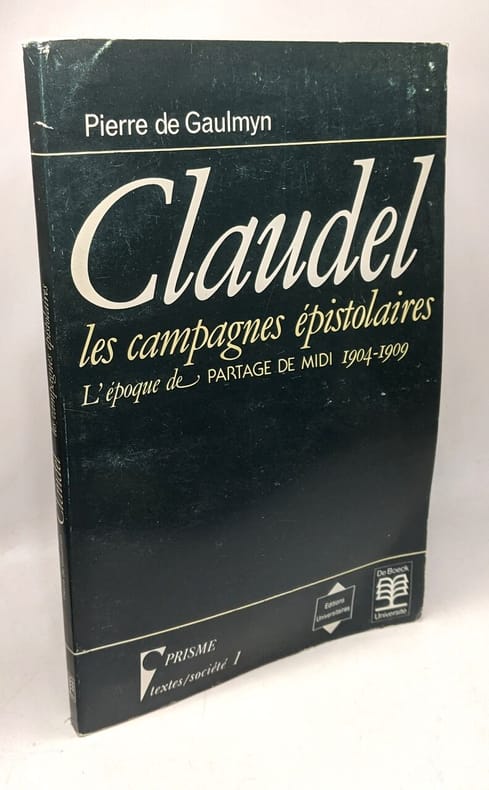 Pierre de Gaulmyn
Claudel
les campagnes épistolaires
L'époque de PARTAGE DE MIDI 1904-1909
Editions
Universitaires
De Boeck
Université
PRISME
textes/société 1
les campagnes épistolaires
Claudel